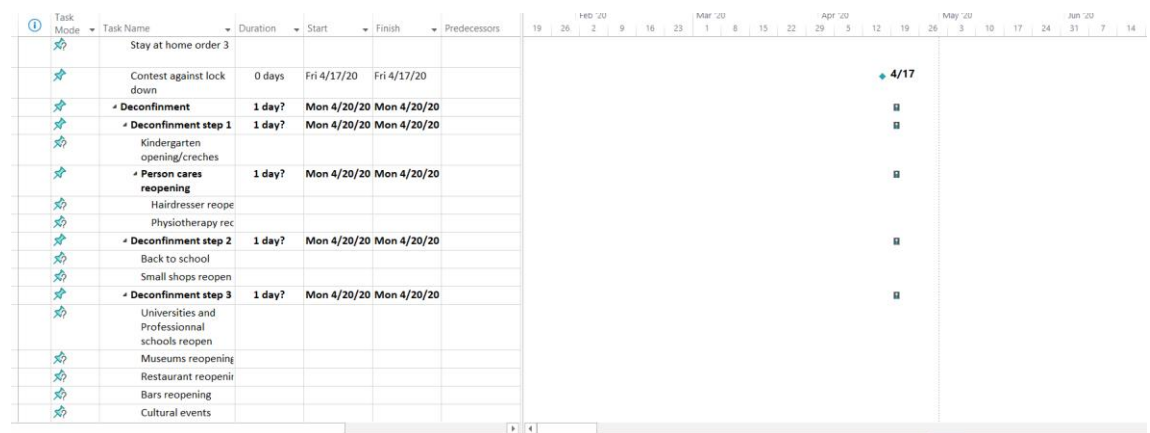 Task
Mode Task Name Duration Start Finish Predecessors
Feb '20 Mar '20 Apr '20 May '20 Jun '20
19 26 2 9 16 23 1 8 15 22 29 5 12 19 26 3 10 17 24 31 7 14
Stay at home order 3
Contest against lock 0 days Fri 4/17/20 Fri 4/17/20 4/17
down
Deconfinment 1 day? Mon 4/20/20 Mon 4/20/20
Deconfinment step 1 1 day? Mon 4/20/20 Mon 4/20/20
Kindergarten
opening/creches
Person cares 1 day? Mon 4/20/20 Mon 4/20/20
reopening
Hairdresser reope
Physiotherapy rec
Deconfinment step 2 1 day? Mon 4/20/20 Mon 4/20/20
Back to school
Small shops reopen
Deconfinment step 3 1 day? Mon 4/20/20 Mon 4/20/20
Universities and
Professionnal
schools reopen
Museums reopening
Restaurant reopenin
Bars reopening
Cultural events